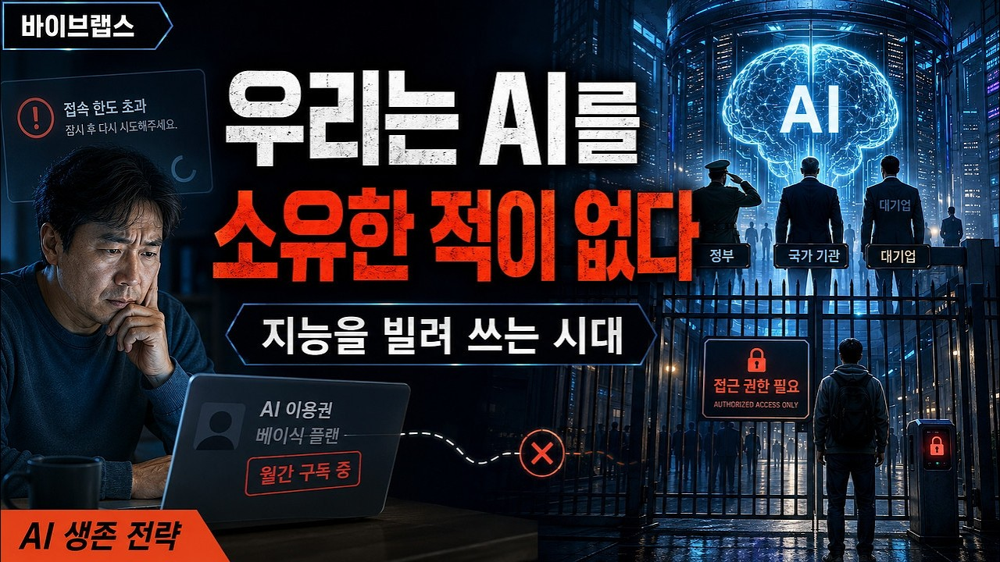 바이브랩스
접속 한도 초과
잠시 후 다시 시도해주세요.
우리는 AI를
소유한 적이 없다
지능을 빌려 쓰는 시대
AI
대기업
정부
국가 기관
대기업
접근 권한 필요
AUTHORIZED ACCESS ONLY
AI 이용권
베이식 플랜
월간 구독 중
AI 생존 전략